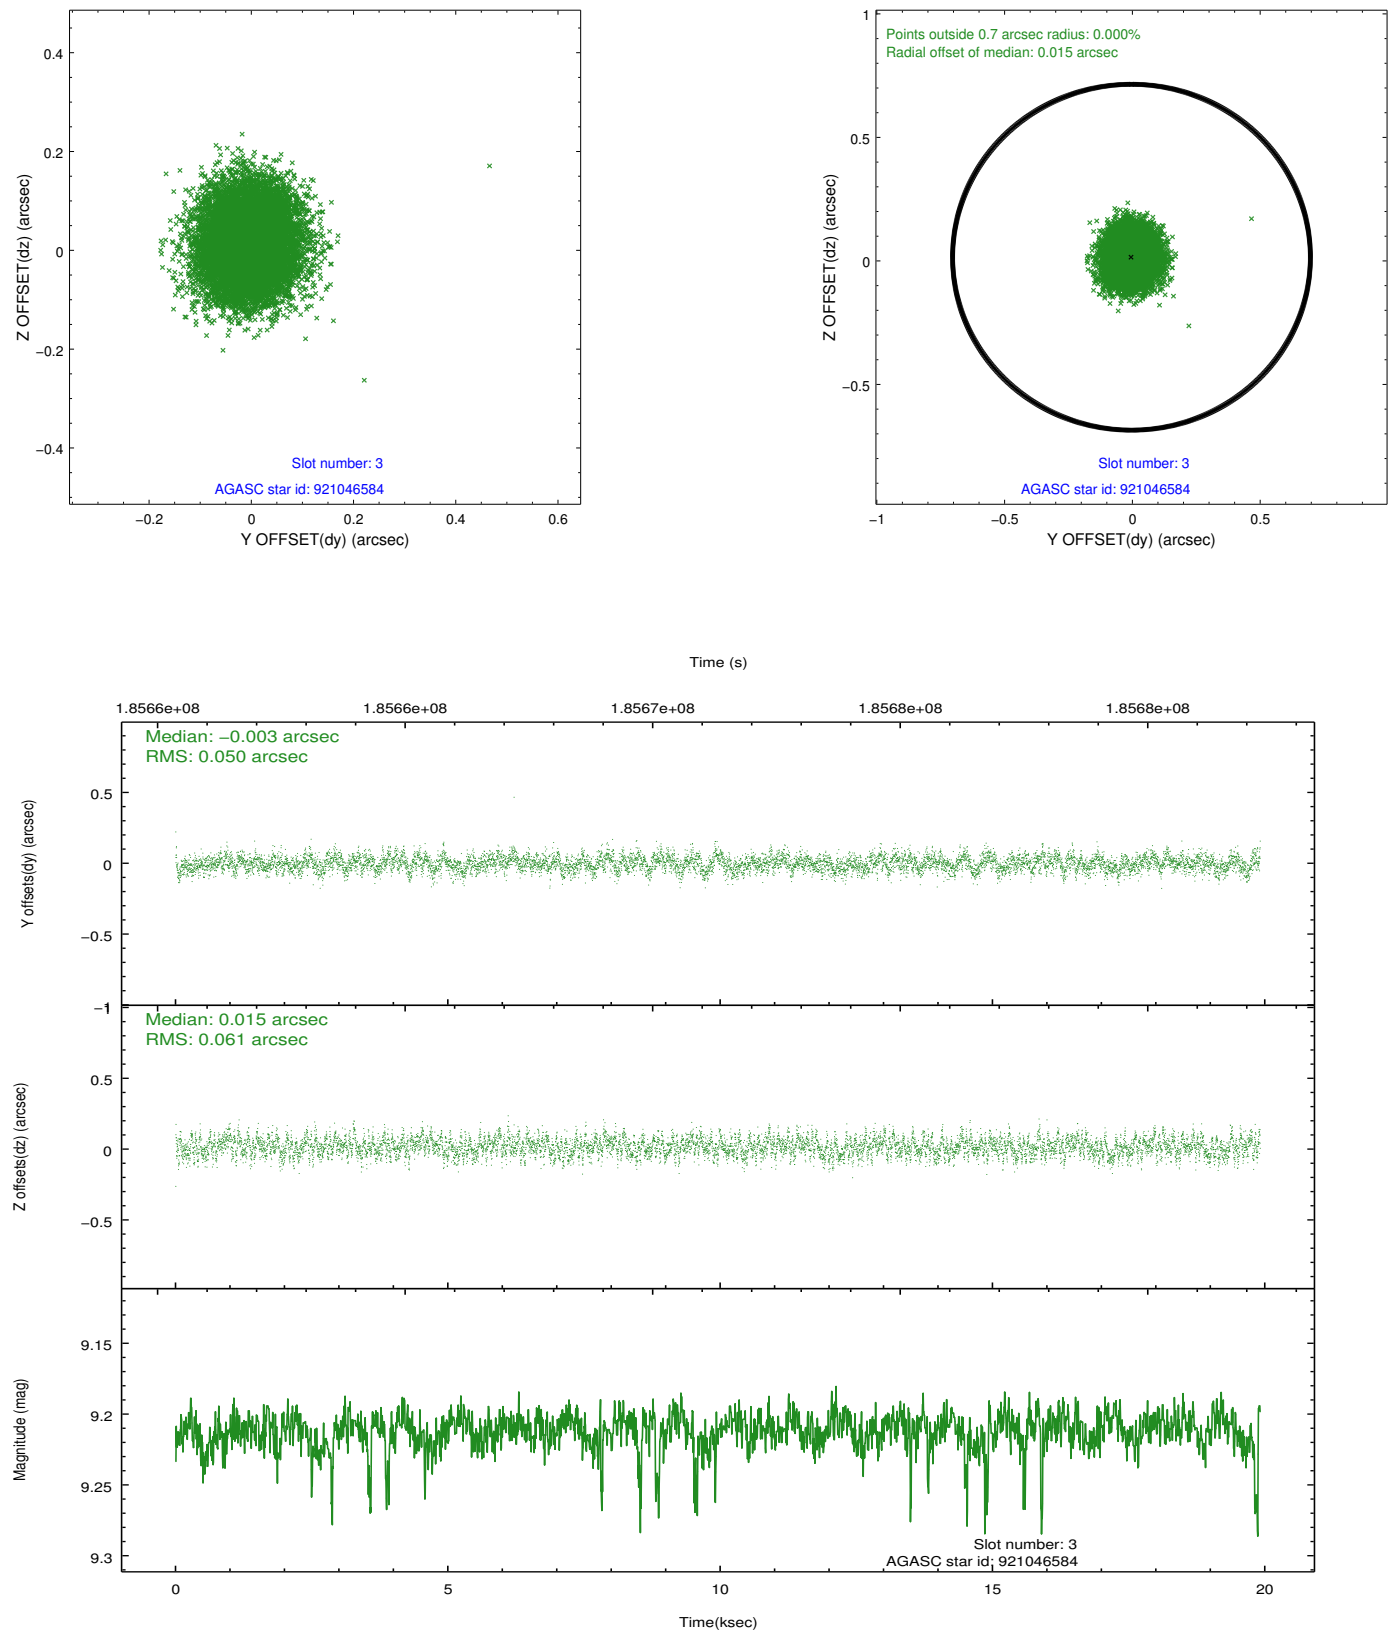 0.4
0.2
0
−0.2
−0.4
Z OFFSET(dz) (arcsec)
Slot number: 3
AGASC star id: 921046584
−0.2
0
0.2
0.4
0.6
Y OFFSET(dy) (arcsec)
Points outside 0.7 arcsec radius: 0.000%
Radial offset of median: 0.015 arcsec
1
0.5
0
−0.5
Z OFFSET(dz) (arcsec)
Slot number: 3
AGASC star id: 921046584
−1
−0.5
0
0.5
Y OFFSET(dy) (arcsec)
Time (s)
1.8566e+08
1.8566e+08
1.8567e+08
1.8568e+08
1.8568e+08
Median: −0.003 arcsec
RMS: 0.050 arcsec
0.5
0
−0.5
−1
Y offsets(dy) (arcsec)
Median: 0.015 arcsec
RMS: 0.061 arcsec
1
0.5
0
−0.5
Z offsets(dz) (arcsec)
9.15
9.2
9.25
9.3
Magnitude (mag)
Slot number: 3
AGASC star id: 921046584
0
5
10
15
20
Time(ksec)